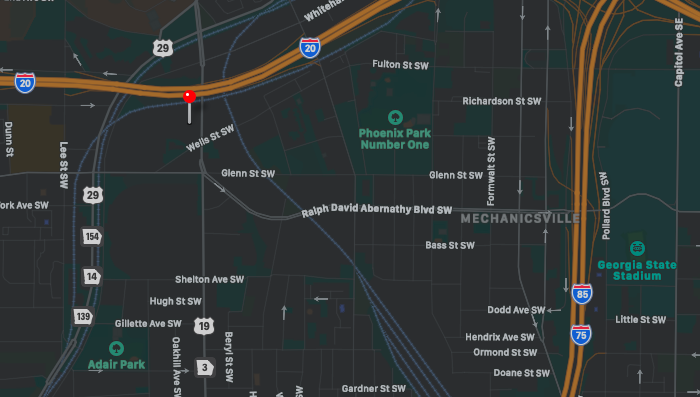 Whiteha
29
20
20
Fulton St SW
Capitol Ave SE
Richardson St SW
Phoenix Park
Number One
Dunn St
Lee St SW
Wells St SW
Formwalt St SW
Glenn St SW
Glenn St SW
Pollard Blvd SW
29
ork Ave SW
Ralph David Abernathy Blvd SW
MECHANICSVILLE
154
Bass St SW
Georgia State
Stadium
14
Shelton Ave SW
85
Hugh St SW
139
Gillette Ave SW
19
Dodd Ave SW
Little St SW
75
Hendrix Ave SW
Adair Park
Oakhill Ave SW
Beryl St SW
3
Ormond St SW
Doane St SW
Gardner St SW